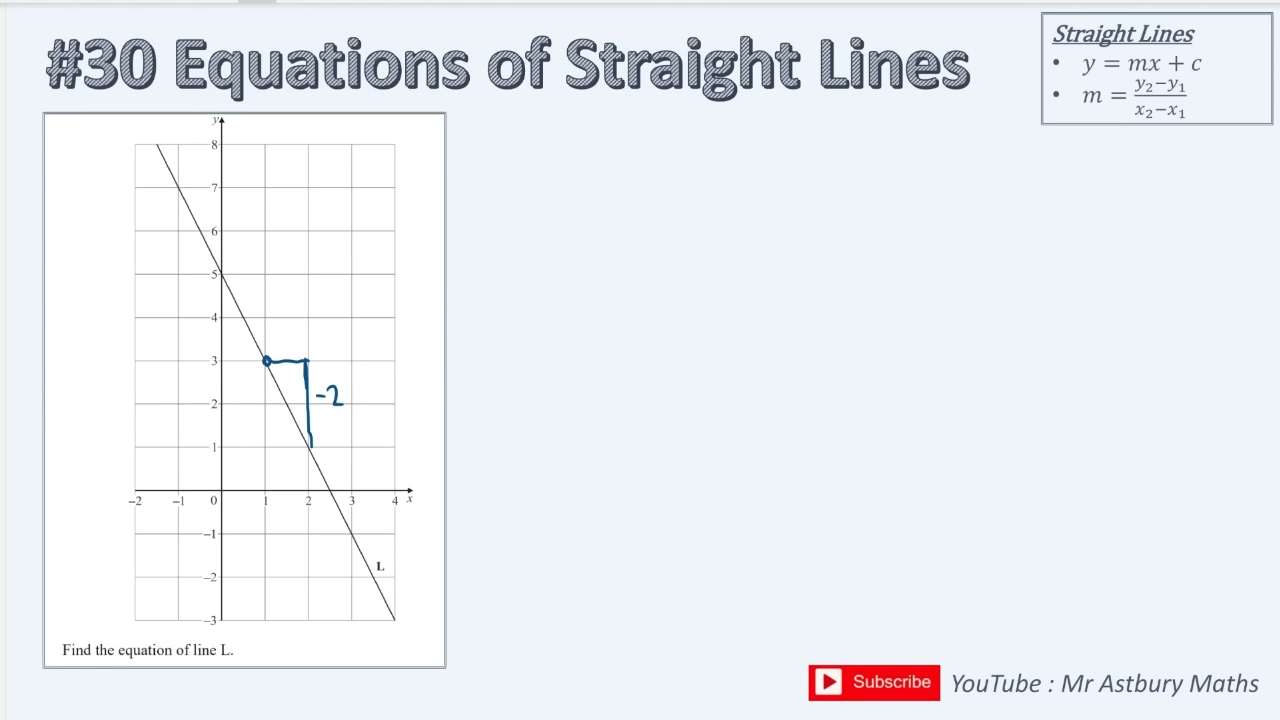 #30 Equations of Straight Lines
Straight Lines
• y = mx + c
• m = y₂−y₁ / x₂−x₁
y
8
7
6
5
4
3
2
−2
1
−2 −1 0 1 2 3 4 x
−1
L
−2
−3
Find the equation of line L.
Subscribe YouTube : Mr Astbury Maths